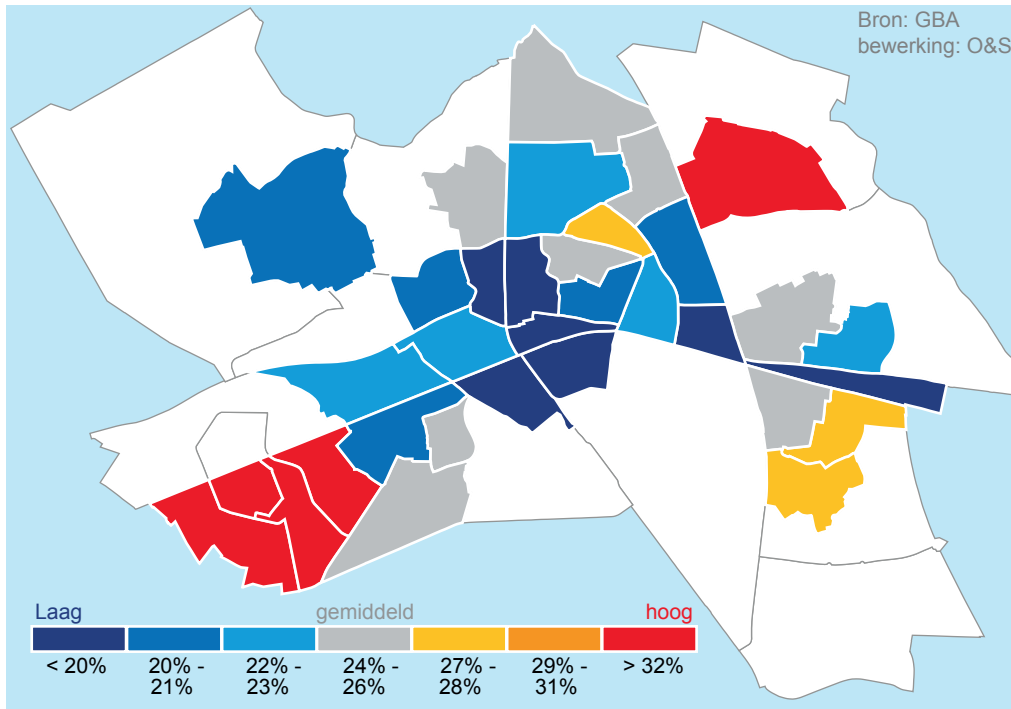 Bron: GBA
bewerking: O&S
Laag gemiddeld hoog
< 20% 20% - 22% - 24% - 27% - 29% - > 32%
21% 23% 26% 28% 31%